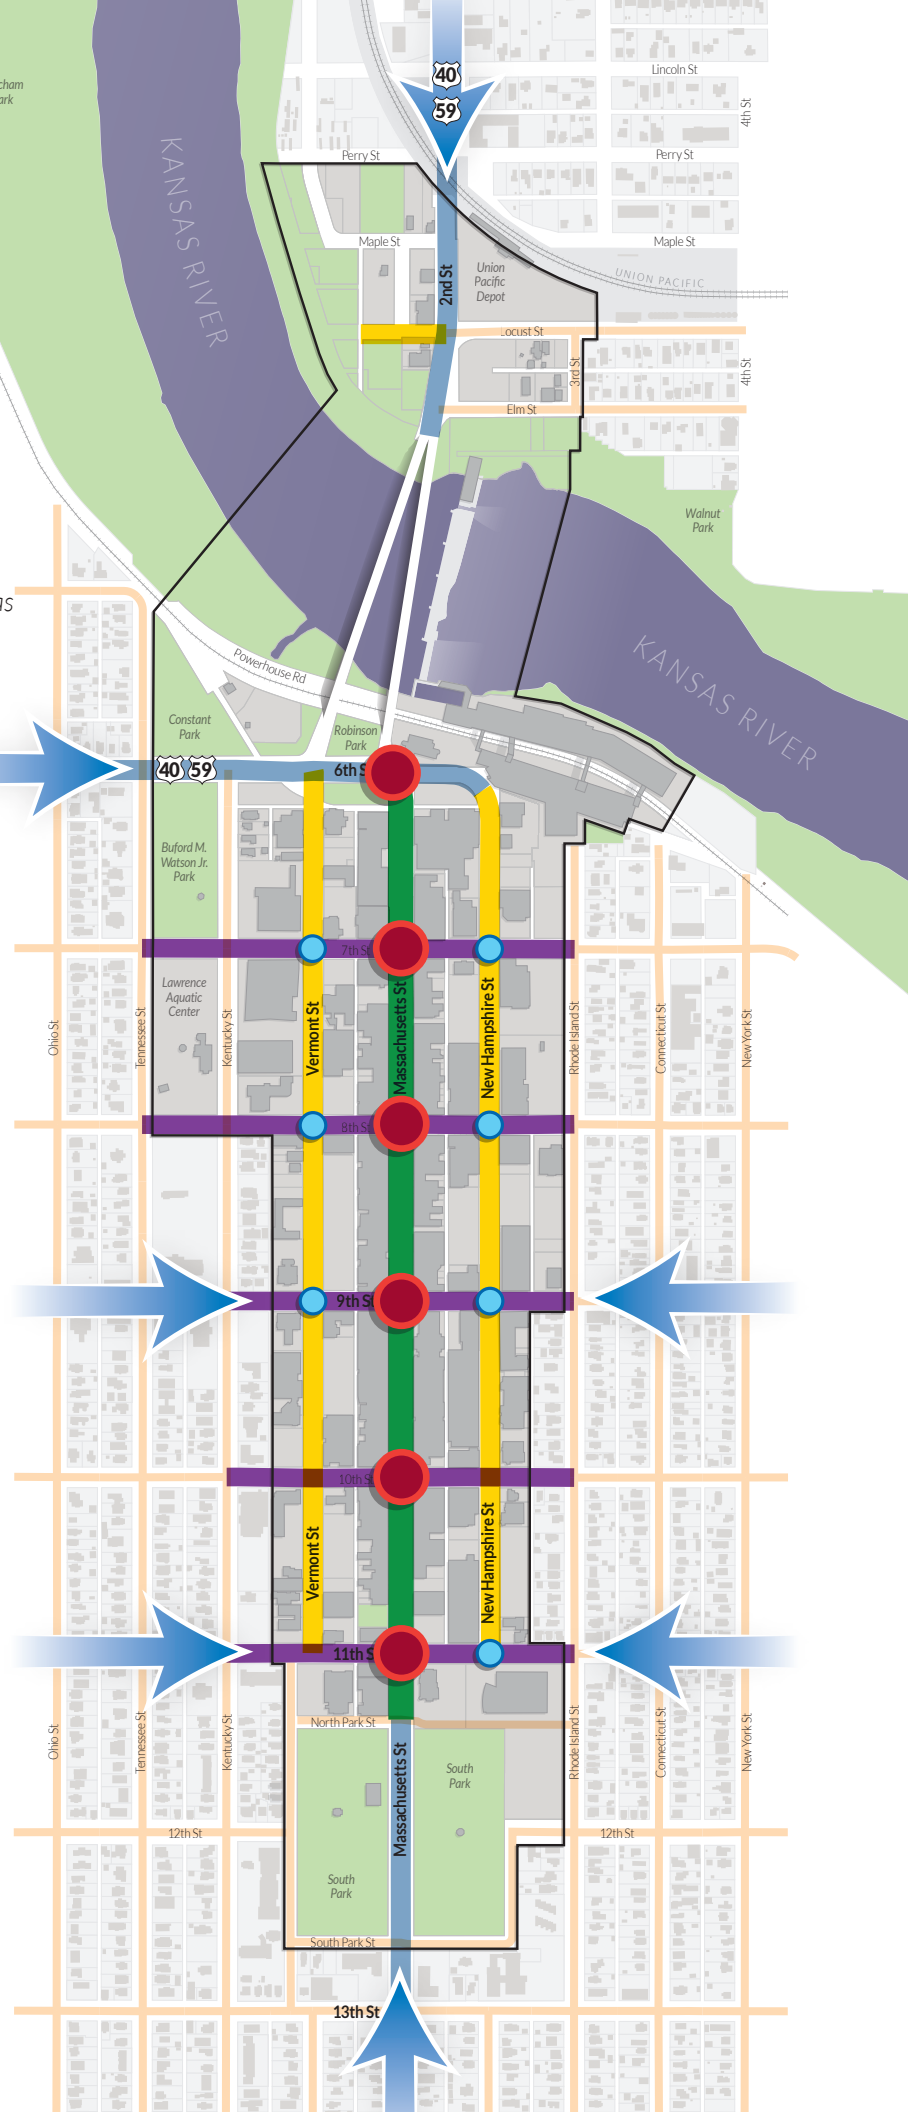 40
59
Lincoln St
4th St
cham
ark
Perry St
Perry St
KANSAS RIVER
Maple St
Maple St
2nd St
Union
Pacific
Depot
UNION PACIFIC
Locust St
3rd St
4th St
Elm St
Walnut
Park
as
KANSAS RIVER
Powerhouse Rd
Constant
Park
Robinson
Park
40 59
6th S
Buford M.
Watson Jr.
Park
7th St
Lawrence
Aquatic
Center
Ohio St
Tennessee St
Kentucky St
Vermont St
Massachusetts St
New Hampshire St
Rhode Island St
Connecticut St
New York St
8th St
9th St
10th S
Vermont St
New Hampshire St
11th S
North Park St
Ohio St
Tennessee St
Kentucky St
Massachusetts St
South
Park
Rhode Island St
Connecticut St
New York St
12th St
12th St
South
Park
South Park St
13th St